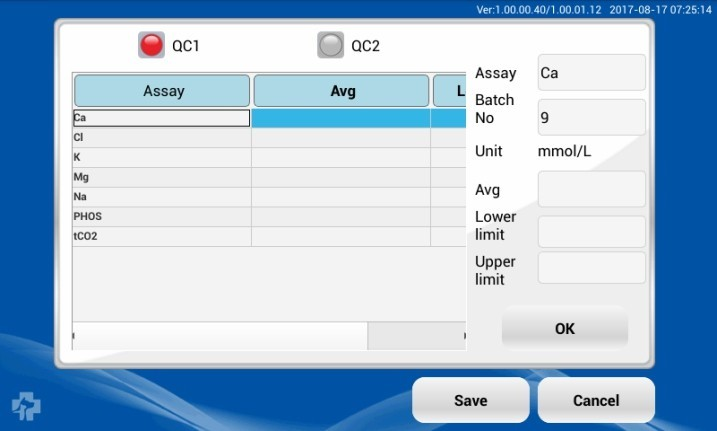 Ver:1.00.00.40/1.00.01.12 2017-08-17 07:25:14
QC1 QC2
Assay Avg L
Ca
Cl
K
Mg
Na
PHOS
tCO2
Assay Ca
Batch
No 9
Unit mmol/L
Avg
Lower
limit
Upper
limit
OK
Save Cancel